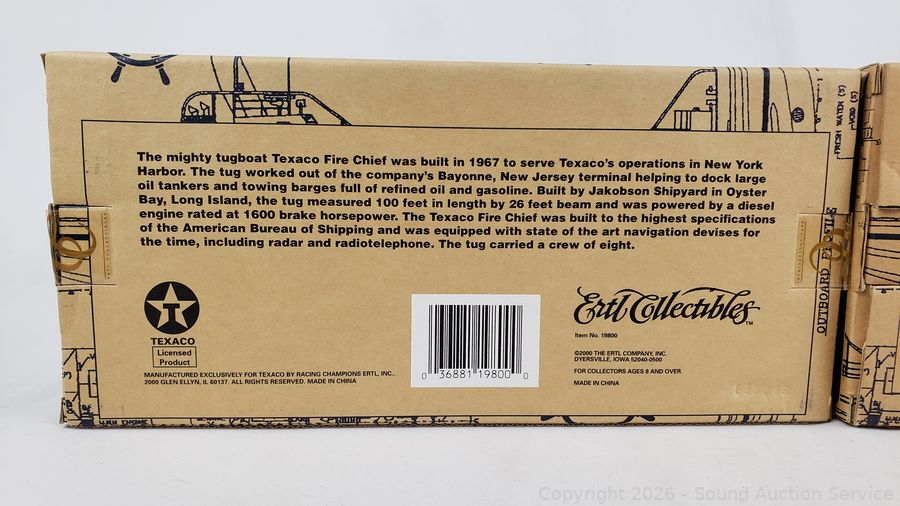 The mighty tugboat Texaco Fire Chief was built in 1967 to serve Texaco's operations in New York
Harbor. The tug worked out of the company's Bayonne, New Jersey terminal helping to dock large
oil tankers and towing barges full of refined oil and gasoline. Built by Jakobson Shipyard in Oyster
Bay, Long Island, the tug measured 100 feet in length by 26 feet beam and was powered by a diesel
engine rated at 1600 brake horsepower. The Texaco Fire Chief was built to the highest specifications
of the American Bureau of Shipping and was equipped with state of the art navigation devises for
the time, including radar and radiotelephone. The tug carried a crew of eight.
T
TEXACO
Licensed
Product
MANUFACTURED EXCLUSIVELY FOR TEXACO BY RACING CHAMPIONS ERTL, INC.,
2000 GLEN ELLYN, IL 60137. ALL RIGHTS RESERVED. MADE IN CHINA
0 36881 19800 0
Ertl Collectibles™
Item No. 19800
©2000 THE ERTL COMPANY, INC.
DYERSVILLE, IOWA 52040-0500
FOR COLLECTORS AGES 8 AND OVER.
MADE IN CHINA
FRESH WATER (S)
OUTBOARD
Copyright 2026 - Sound Auction Service